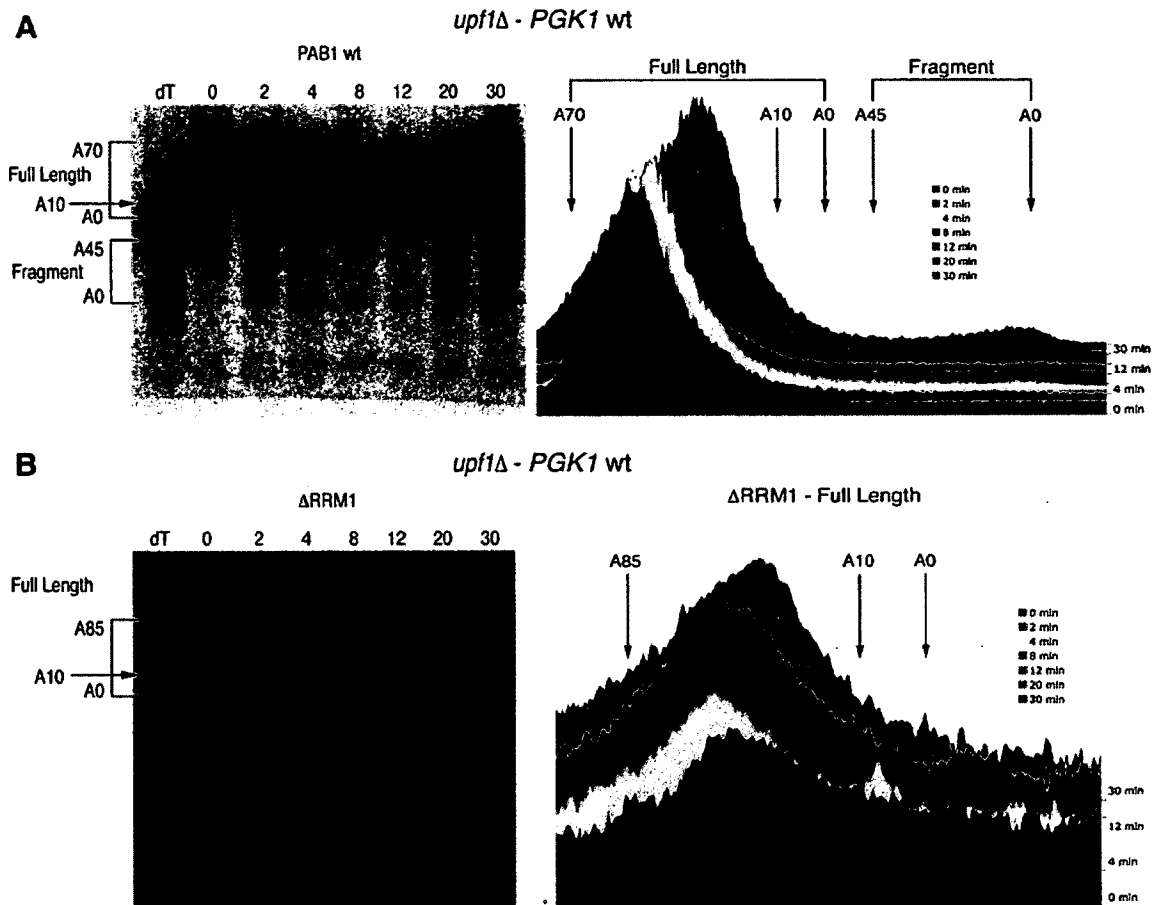 A
upf1Δ - PGK1 wt
PAB1 wt
dT 0 2 4 8 12 20 30
A70
Full Length
A10
A0
A45
Fragment
A0
Full Length Fragment
A70 A10 A0 A45 A0
0 min
2 min
4 min
8 min
12 min
20 min
30 min
30 min
12 min
4 min
0 min
B
upf1Δ - PGK1 wt
ΔRRM1
dT 0 2 4 8 12 20 30
Full Length
A85
A10
A0
ΔRRM1 - Full Length
A85 A10 A0
0 min
2 min
4 min
8 min
12 min
20 min
30 min
30 min
12 min
4 min
0 min